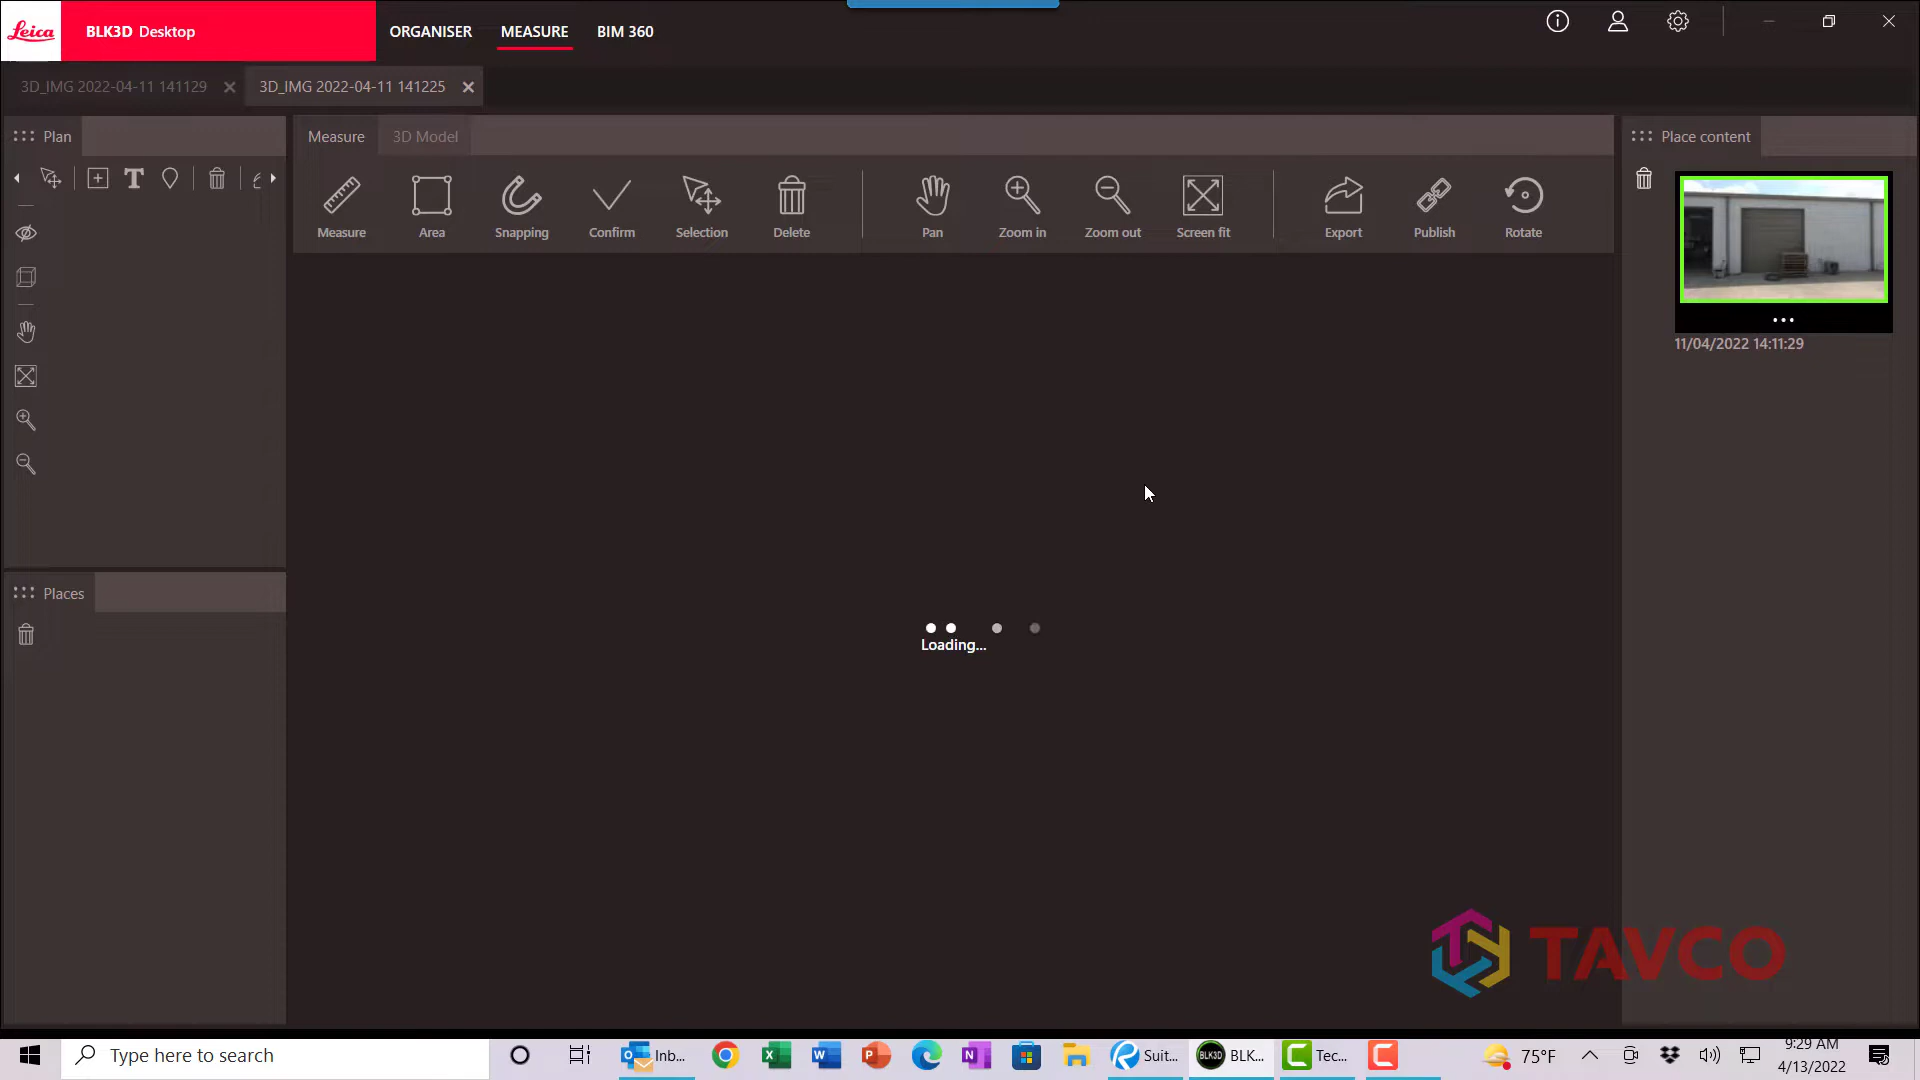 Leica
BLK3D Desktop
ORGANISER
MEASURE
BIM 360
3D_IMG 2022-04-11 141129
3D_IMG 2022-04-11 141225
Plan
Measure
3D Model
Place content
T
Measure
Area
Snapping
Confirm
Selection
Delete
Pan
Zoom in
Zoom out
Screen fit
Export
Publish
Rotate
11/04/2022 14:11:29
Places
Loading...
TAVCO
Type here to search
Inb...
Suit...
BLK3D
BLK...
Tec...
75°F
9:29 AM
4/13/2022